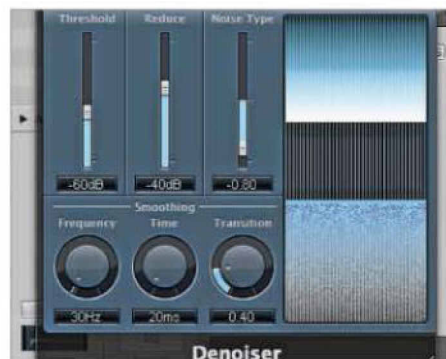 Threshold Reduce Noise Type
-60dB -40dB -0.80
Smoothing
Frequency Time Transition
30Hz 20ms 0.40
Denoiser